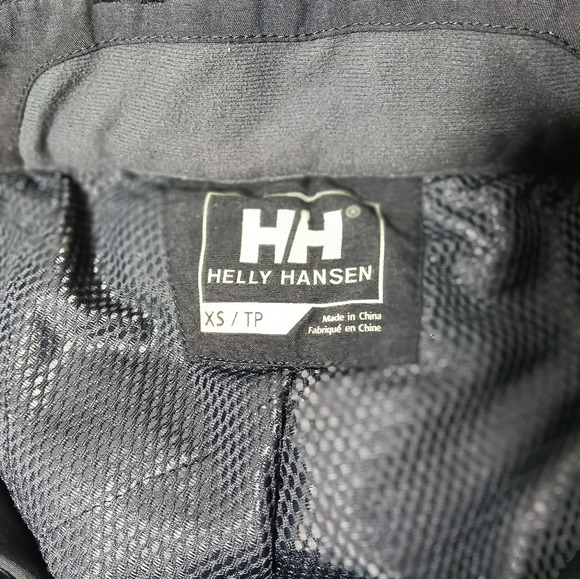 HH®
HELLY HANSEN
XS / TP
Made in China
Fabriqué en Chine